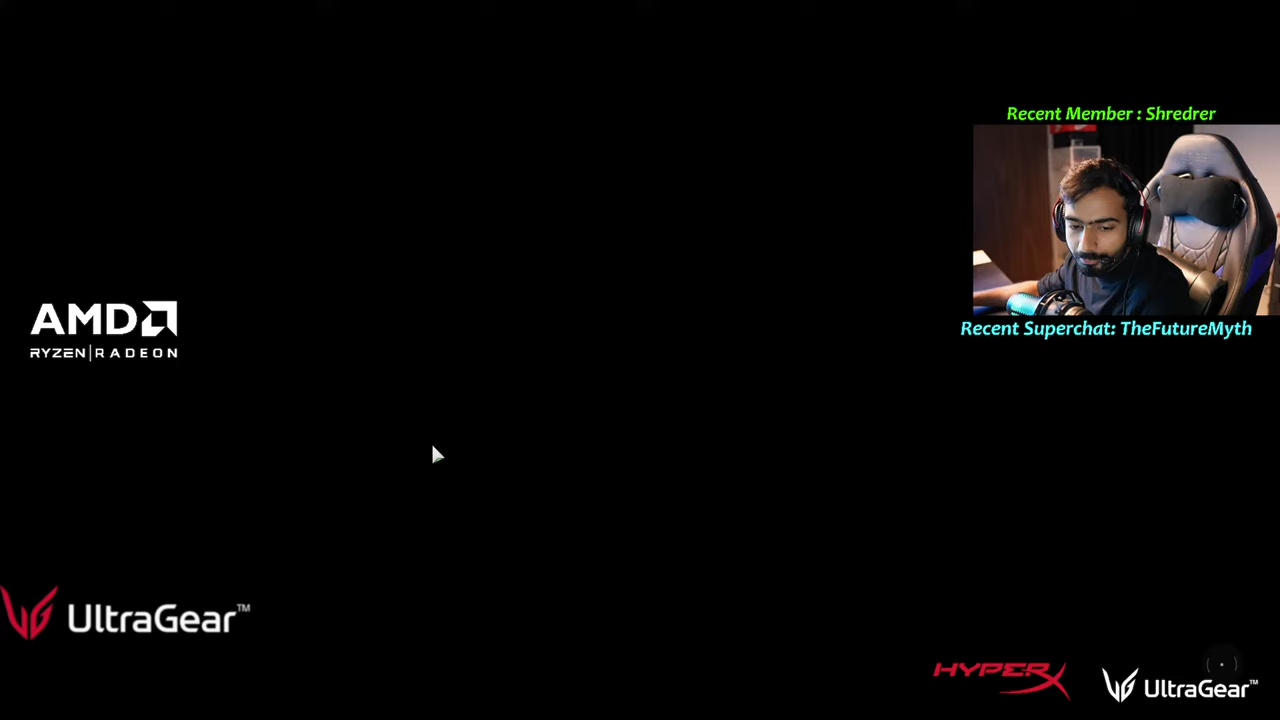 Recent Member : Shredrer
Recent Superchat: TheFutureMyth
AMD
RYZEN|RADEON
UltraGear™
HYPERX
UltraGear™